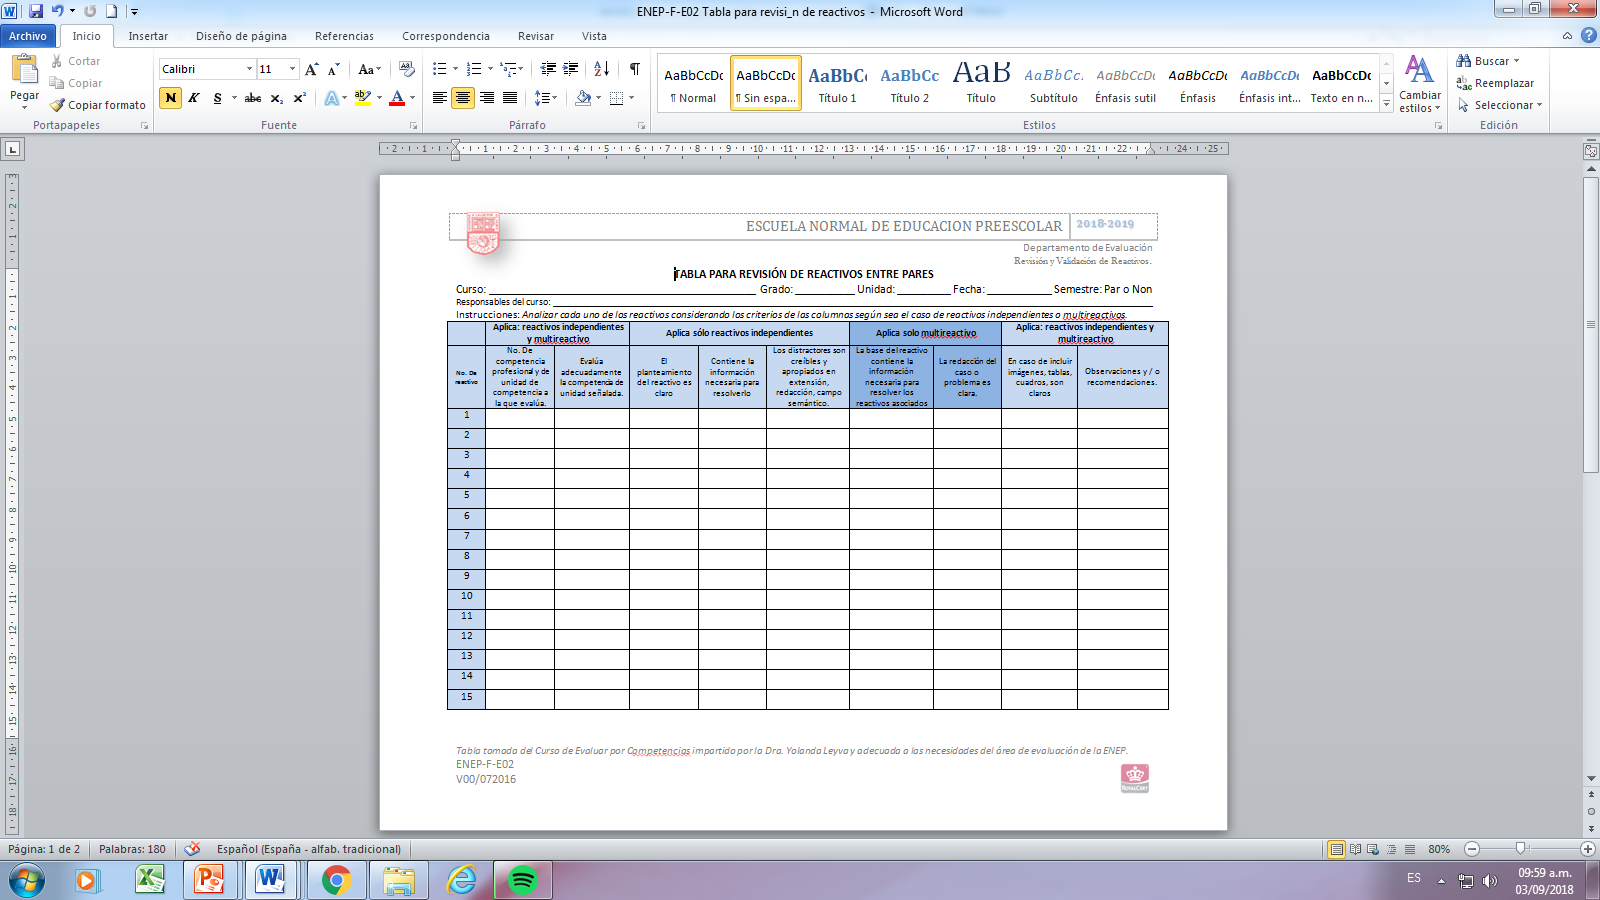 ENEP-F-E02 Tabla para revisi_n de reactivos - Microsoft Word
Archivo Inicio Insertar Diseño de página Referencias Correspondencia Revisar Vista
Pegar
Cortar
Copiar
Copiar formato
Portapapeles
Calibri 11
N K S abc x₂ x²
Fuente
Párrafo
AaBbCcDc AaBbCcDc AaBbC AaBbCc AaB AaBbCc. AaBbCcDc AaBbCcDc AaBbCcDc AaBbCcDc
¶ Normal ¶ Sin espa... Título 1 Título 2 Título Subtítulo Énfasis sutil Énfasis Énfasis int... Texto en n...
Estilos
Cambiar estilos
Buscar
Reemplazar
Seleccionar
Edición
ESCUELA NORMAL DE EDUCACION PREESCOLAR 2018-2019
Departamento de Evaluación
Revisión y Validación de Reactivos.
TABLA PARA REVISIÓN DE REACTIVOS ENTRE PARES
Curso: ____ Grado: ____ Unidad: ____ Fecha: ____ Semestre: Par o Non
Responsables del curso: ____
Instrucciones: Analizar cada uno de los reactivos considerando los criterios de las columnas según sea el caso de reactivos independientes o multireactivos.
Aplica: reactivos independientes y multireactivo
Aplica sólo reactivos independientes
Aplica solo multireactivo
Aplica: reactivos independientes y multireactivo
No. De reactivo
No. De competencia profesional y de unidad de competencia a la que evalúa.
Evalúa adecuadamente la competencia de unidad señalada.
El planteamiento del reactivo es claro
Contiene la información necesaria para resolverlo
Los distractores son creíbles y apropiados en extensión, redacción, campo semántico.
La base del reactivo contiene la información necesaria para resolver los reactivos asociados
La redacción del caso o problema es clara.
En caso de incluir imágenes, tablas, cuadros, son claros
Observaciones y / o recomendaciones.
1
2
3
4
5
6
7
8
9
10
11
12
13
14
15
Tabla tomada del Curso de Evaluar por Competencias impartido por la Dra. Yolanda Leyva y adecuada a las necesidades del área de evaluación de la ENEP.
ENEP-F-E02
V00/072016
ROYALCERT
Página: 1 de 2 Palabras: 180 Español (España - alfab. tradicional) 80%
ES 09:59 a.m.
03/09/2018